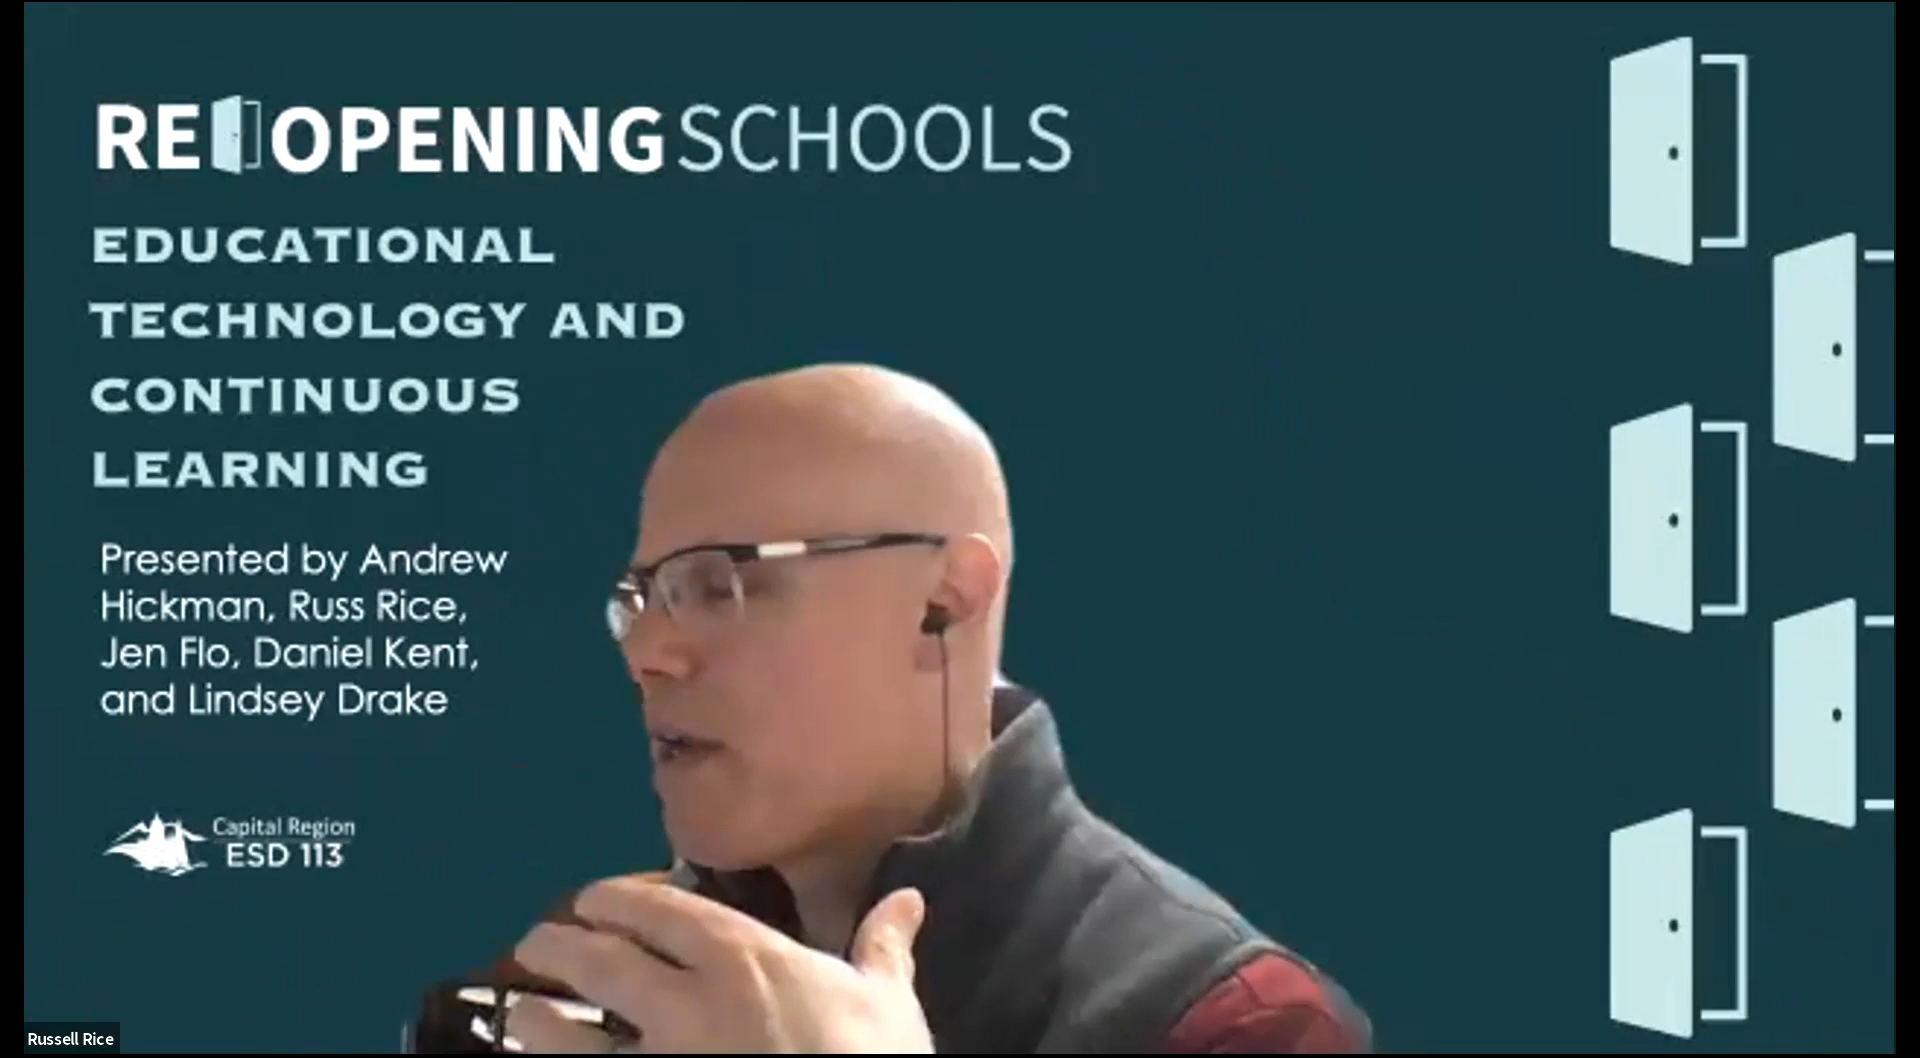 REOPENING SCHOOLS
EDUCATIONAL
TECHNOLOGY AND
CONTINUOUS
LEARNING
Presented by Andrew
Hickman, Russ Rice,
Jen Flo, Daniel Kent,
and Lindsey Drake
Capital Region
ESD 113
Russell Rice